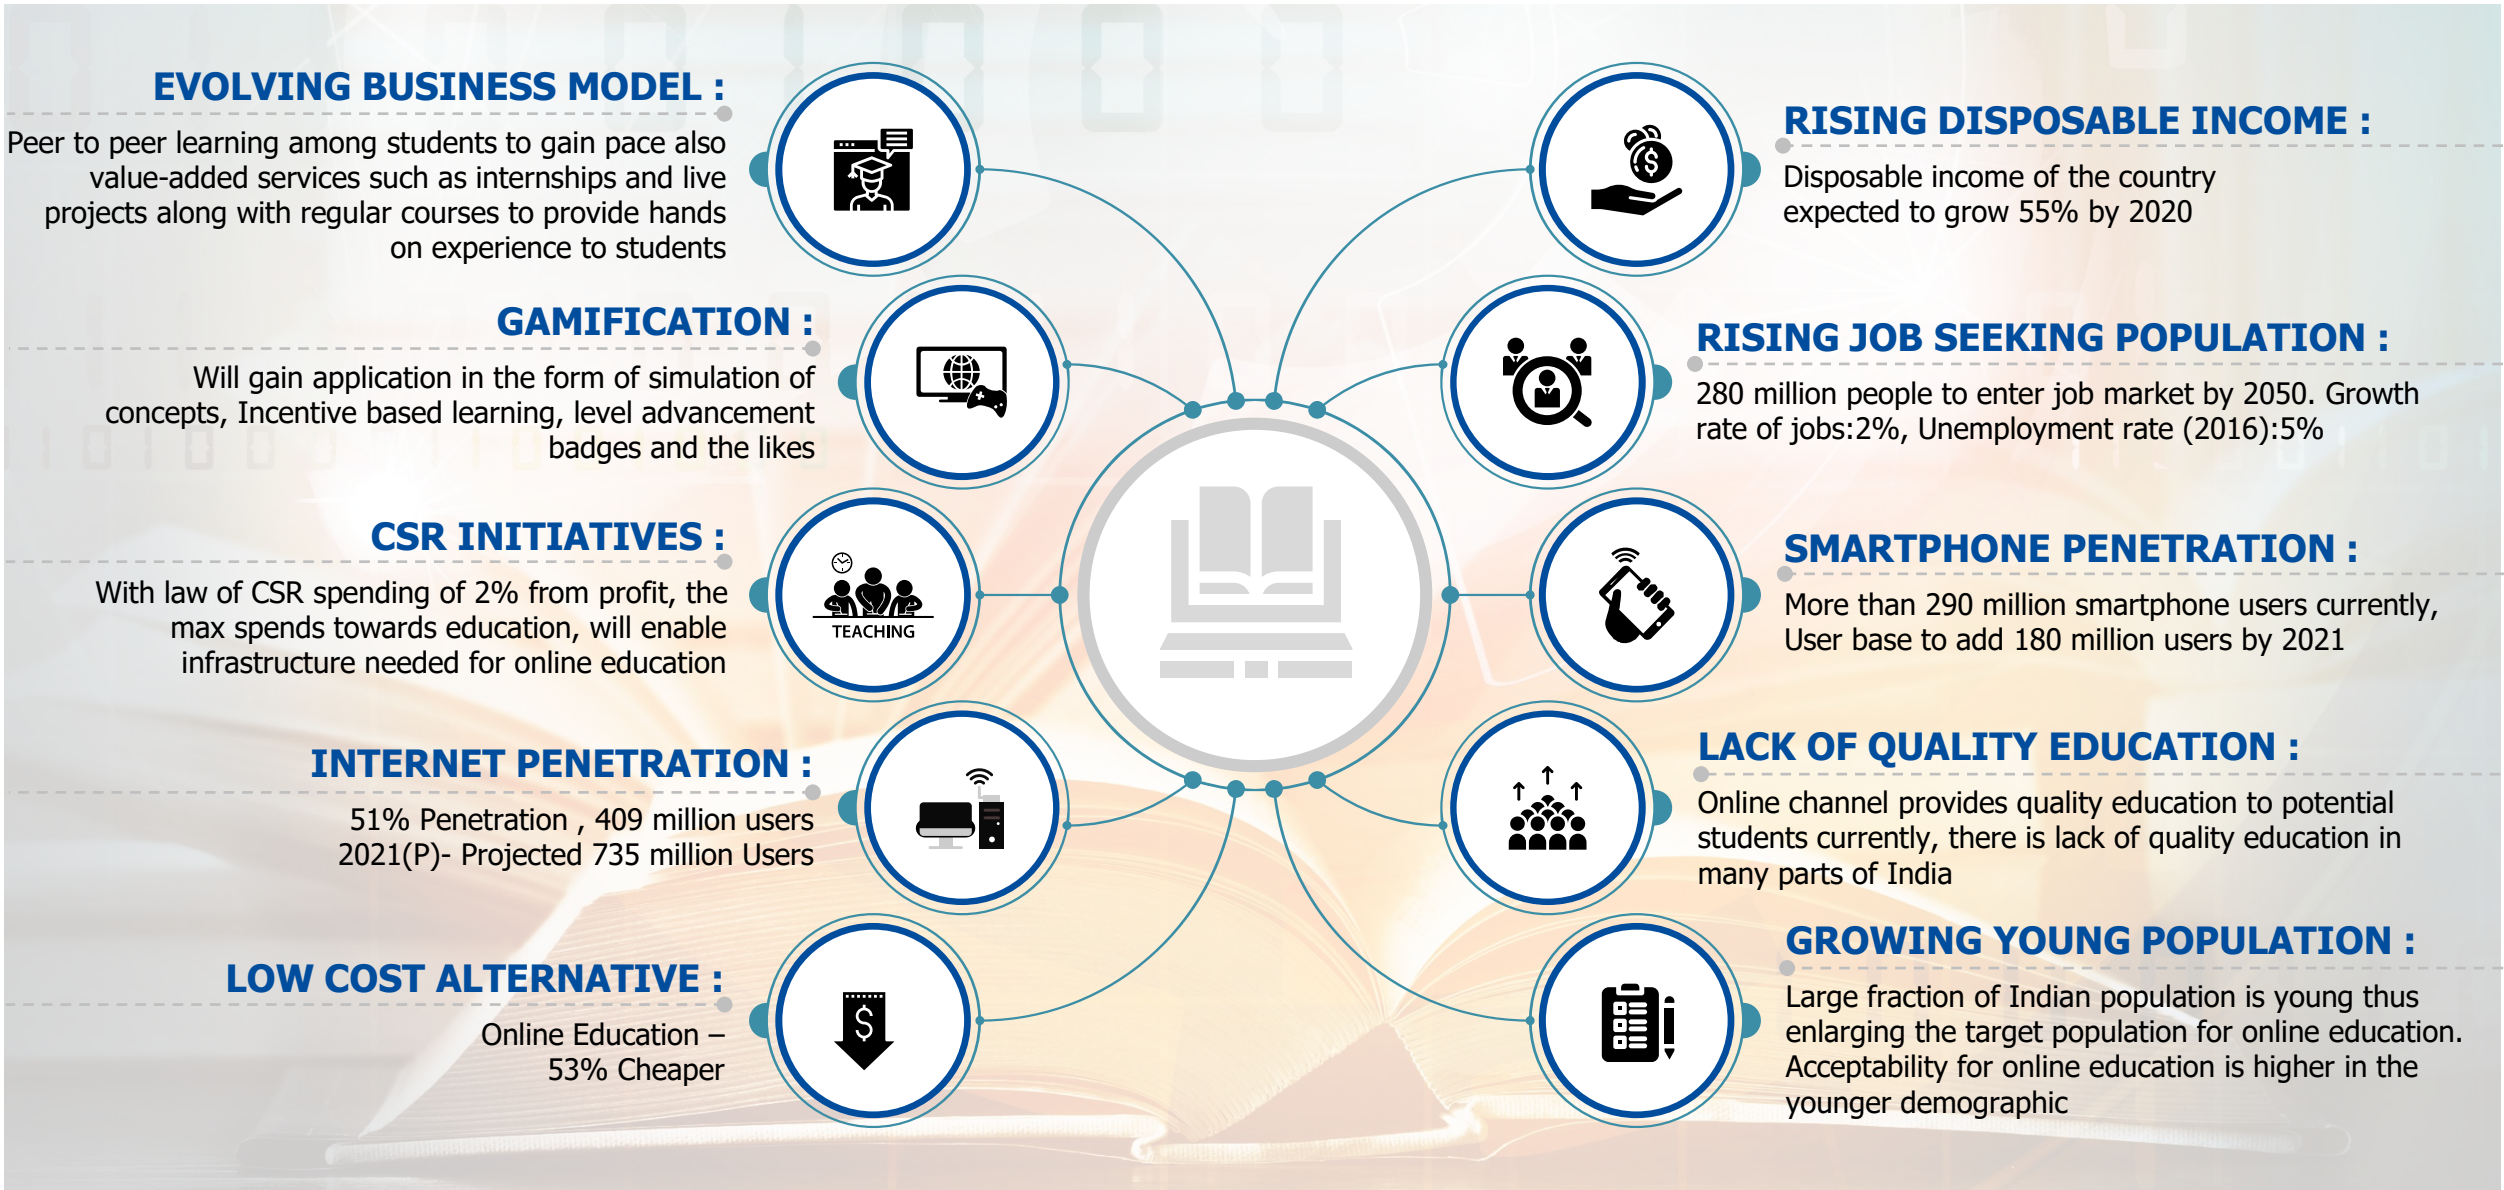 EVOLVING BUSINESS MODEL :
Peer to peer learning among students to gain pace also
value-added services such as internships and live
projects along with regular courses to provide hands
on experience to students
GAMIFICATION :
Will gain application in the form of simulation of
concepts, Incentive based learning, level advancement
badges and the likes
CSR INITIATIVES :
With law of CSR spending of 2% from profit, the
max spends towards education, will enable
infrastructure needed for online education
TEACHING
INTERNET PENETRATION :
51% Penetration , 409 million users
2021(P)- Projected 735 million Users
LOW COST ALTERNATIVE :
Online Education –
53% Cheaper
RISING DISPOSABLE INCOME :
Disposable income of the country
expected to grow 55% by 2020
RISING JOB SEEKING POPULATION :
280 million people to enter job market by 2050. Growth
rate of jobs:2%, Unemployment rate (2016):5%
SMARTPHONE PENETRATION :
More than 290 million smartphone users currently,
User base to add 180 million users by 2021
LACK OF QUALITY EDUCATION :
Online channel provides quality education to potential
students currently, there is lack of quality education in
many parts of India
GROWING YOUNG POPULATION :
Large fraction of Indian population is young thus
enlarging the target population for online education.
Acceptability for online education is higher in the
younger demographic